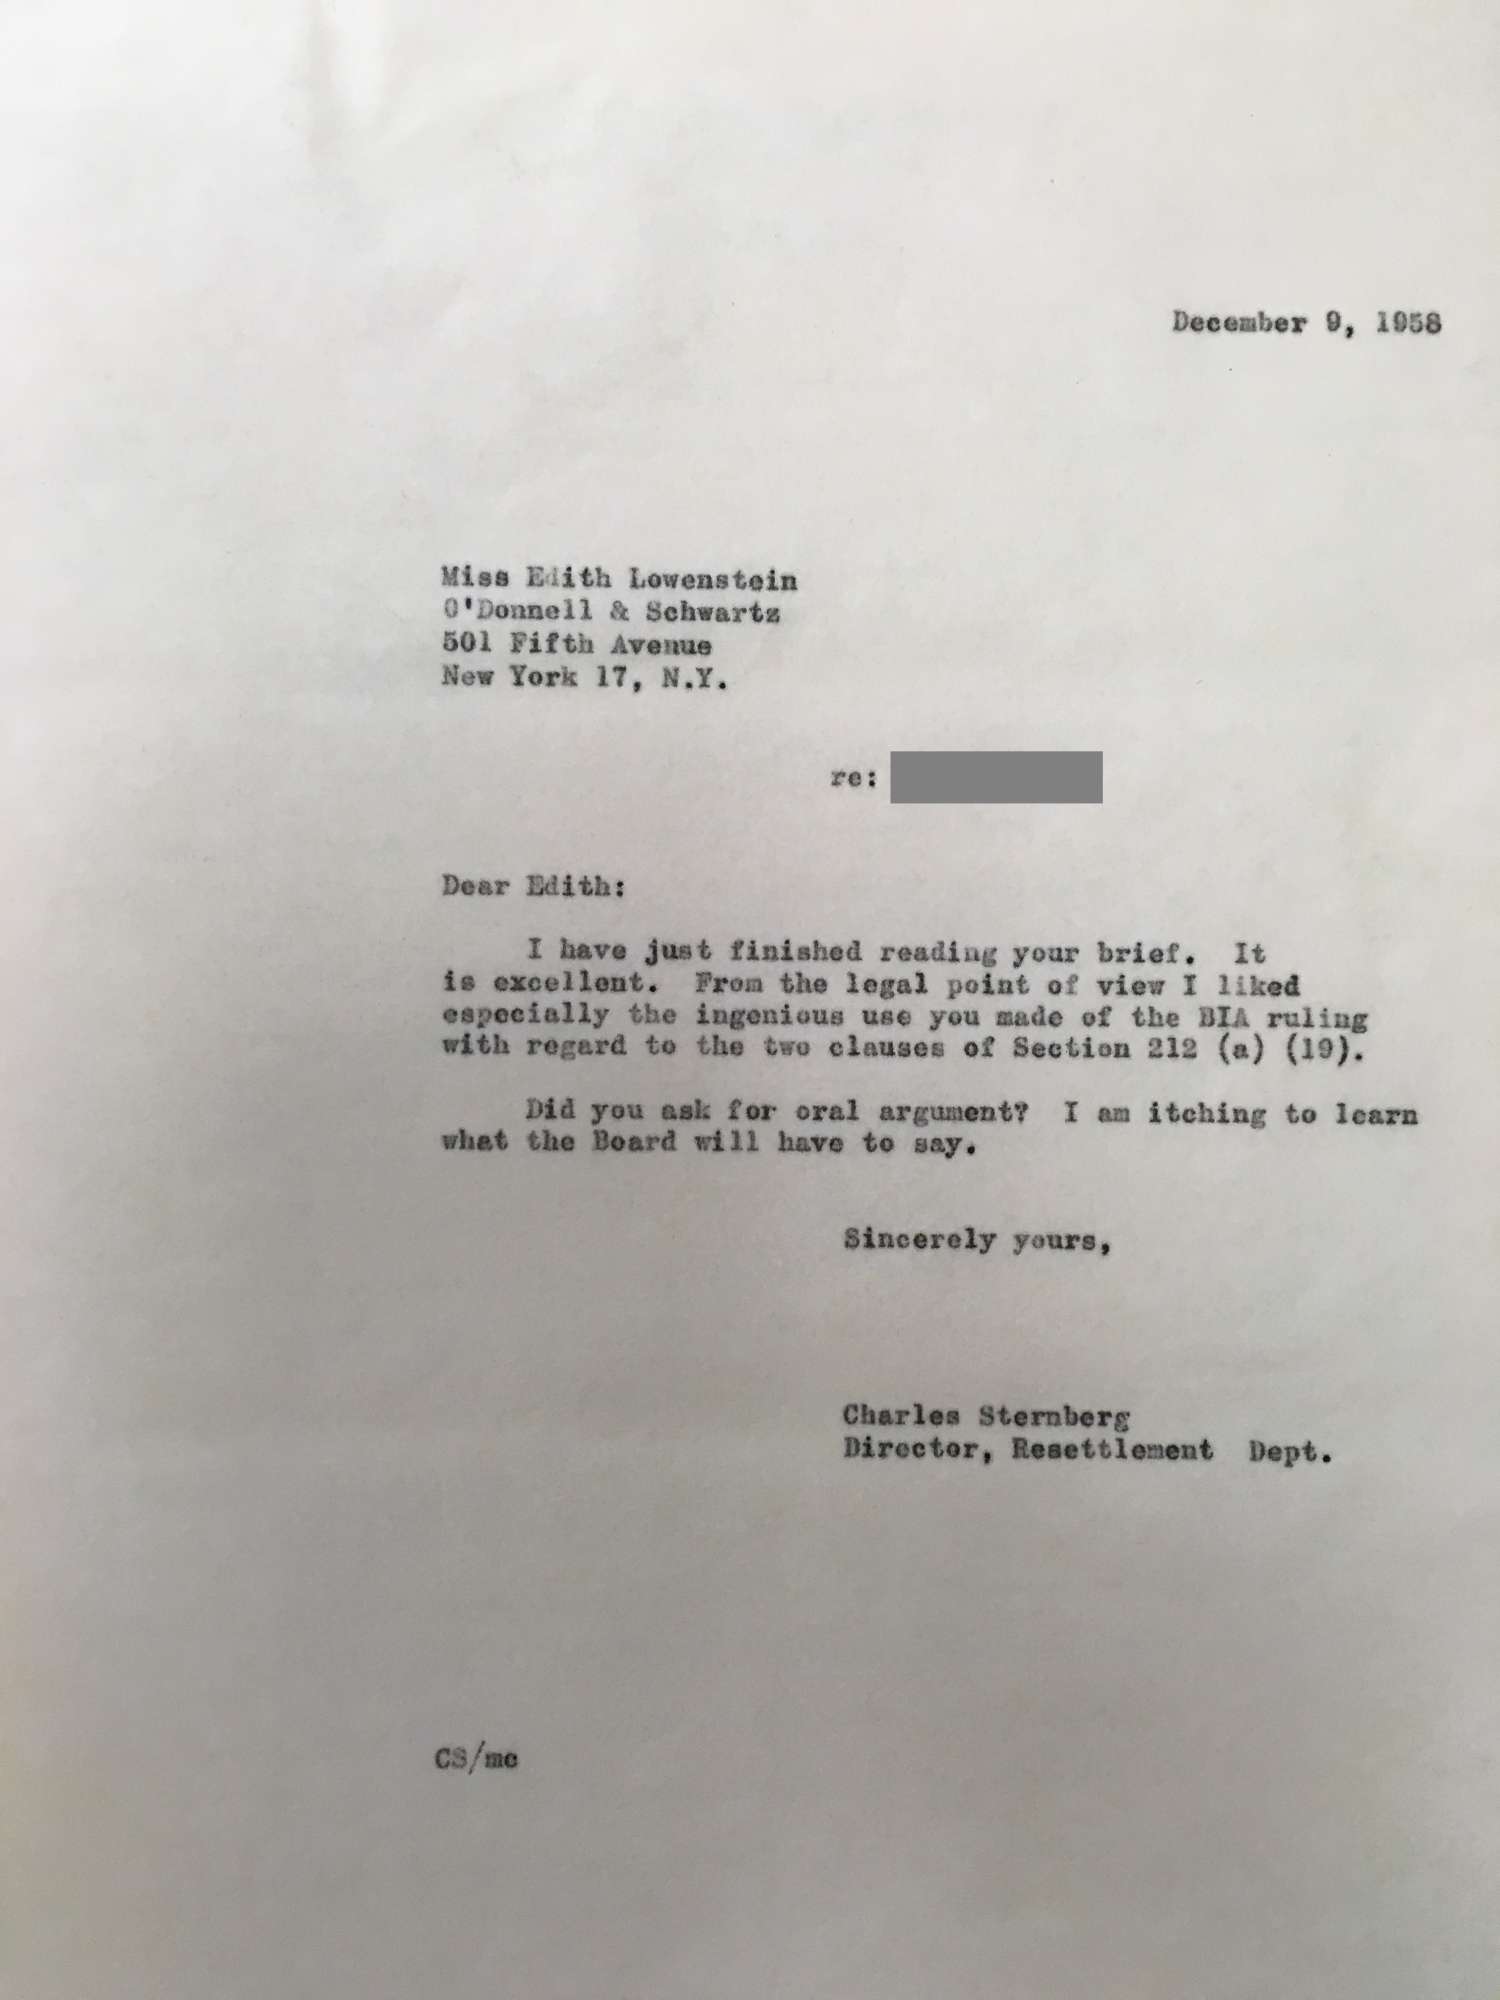 December 9, 1958
Miss Edith Lowenstein
O'Donnell & Schwartz
501 Fifth Avenue
New York 17, N.Y.
re:
Dear Edith:
I have just finished reading your brief. It
is excellent. From the legal point of view I liked
especially the ingenious use you made of the BIA ruling
with regard to the two clauses of Section 212 (a) (19).
Did you ask for oral argument? I am itching to learn
what the Board will have to say.
Sincerely yours,
Charles Sternberg
Director, Resettlement Dept.
CS/mc